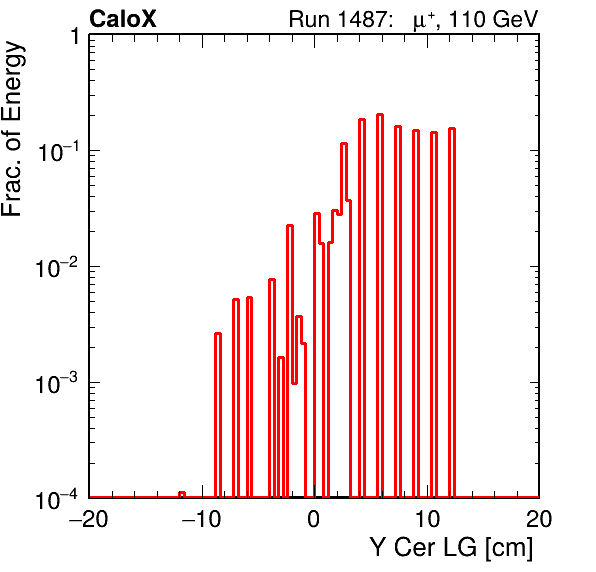 CaloX Run 1487: μ⁺, 110 GeV
Frac. of Energy
1
10⁻¹
10⁻²
10⁻³
10⁻⁴
−20 −10 0 10 20
Y Cer LG [cm]